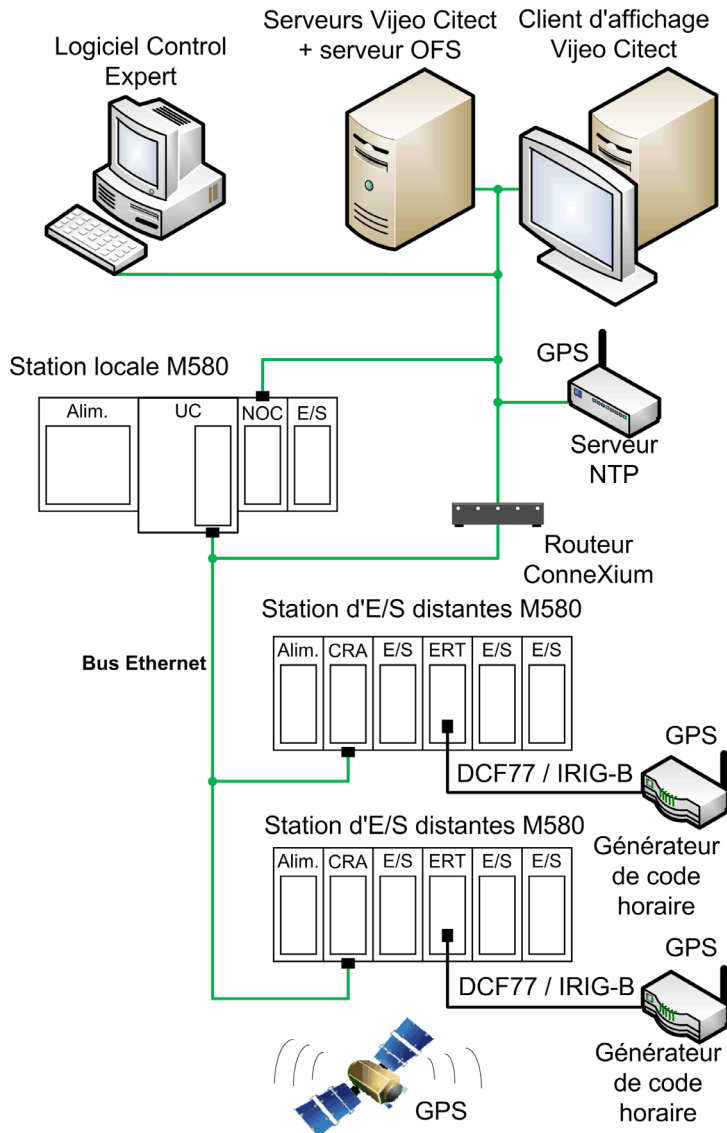 Logiciel Control
Expert
Serveurs Vijeo Citect
+ serveur OFS
Client d'affichage
Vijeo Citect
Station locale M580
Alim.
UC
NOC
E/S
GPS
Serveur
NTP
Routeur
ConneXium
Bus Ethernet
Station d'E/S distantes M580
Alim.
CRA
E/S
ERT
E/S
E/S
DCF77 / IRIG-B
GPS
Générateur
de code
horaire
Station d'E/S distantes M580
Alim.
CRA
E/S
ERT
E/S
E/S
DCF77 / IRIG-B
GPS
Générateur
de code
horaire
GPS